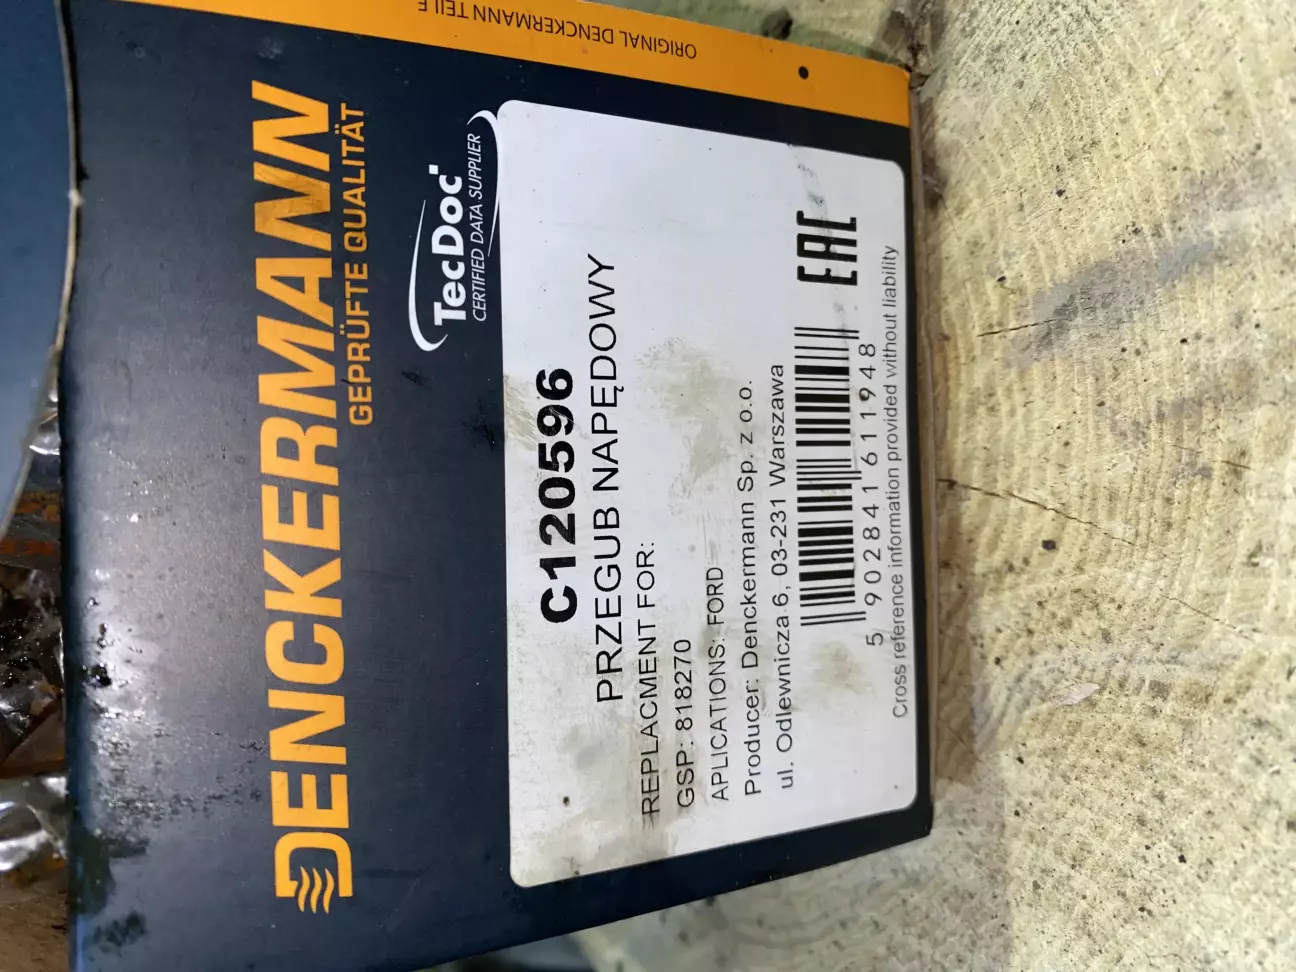 ORIGINAL DENCKERMANN TEILE
DENCKERMANN
GEPRÜFTE QUALITÄT
TecDoc
CERTIFIED DATA SUPPLIER
C120596
PRZEGUB NAPĘDOWY
REPLACMENT FOR:
GSP: 818270
APLICATIONS: FORD
Producer: Denckermann Sp. z o.o.
ul. Odlewnicza 6, 03-231 Warszawa
EAC
5 902841 611948
Cross reference information provided without liability